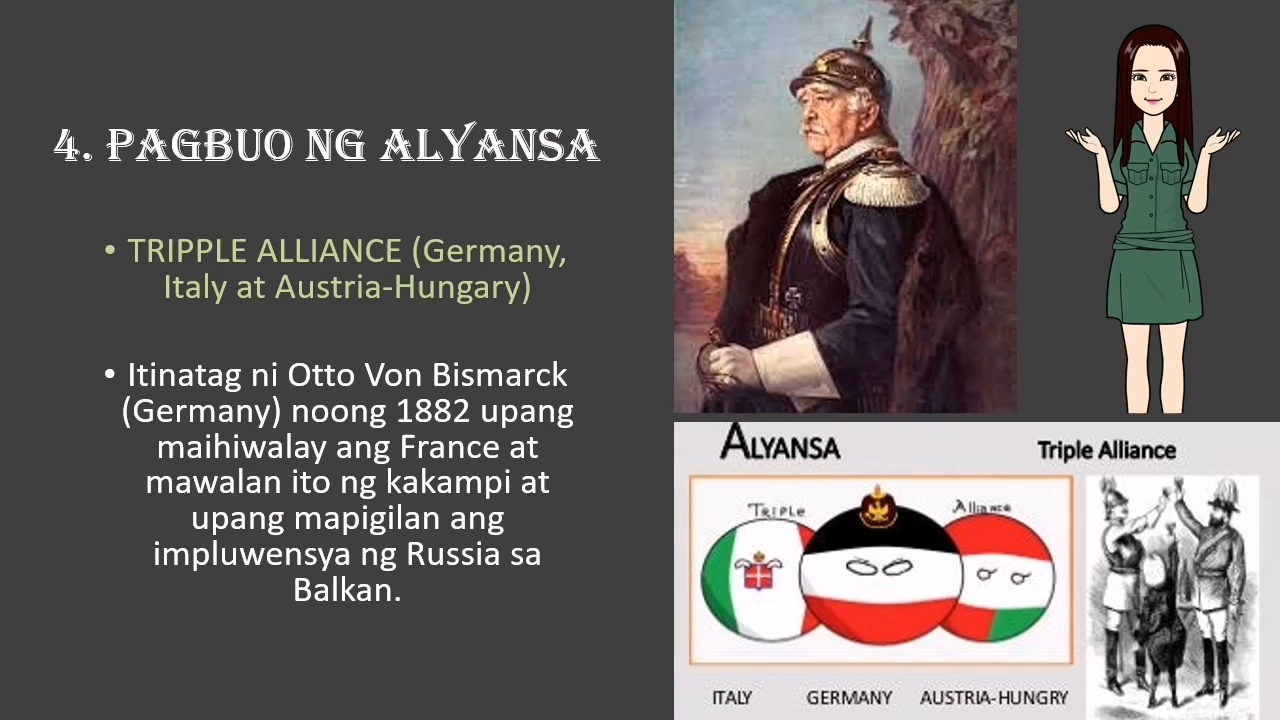 4. PAGBUO NG ALYANSA
• TRIPPLE ALLIANCE (Germany,
Italy at Austria-Hungary)
• Itinatag ni Otto Von Bismarck
(Germany) noong 1882 upang
maihiwalay ang France at
mawalan ito ng kakampi at
upang mapigilan ang
impluwensya ng Russia sa
Balkan.
ALYANSA
Triple Alliance
TRIPLE Alliance
ITALY GERMANY AUSTRIA-HUNGRY